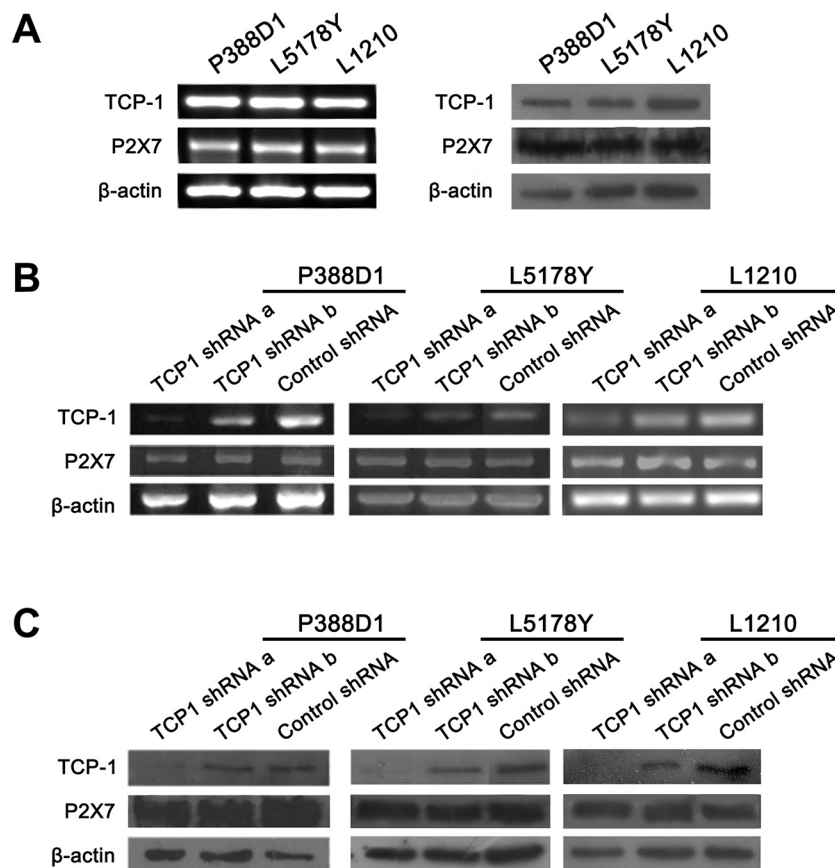 A
P388D1 L5178Y L1210 P388D1 L5178Y L1210
TCP-1 TCP-1
P2X7 P2X7
β-actin β-actin
B
P388D1 L5178Y L1210
TCP1 shRNA a TCP1 shRNA b Control shRNA TCP1 shRNA a TCP1 shRNA b Control shRNA TCP1 shRNA a TCP1 shRNA b Control shRNA
TCP-1
P2X7
β-actin
C
P388D1 L5178Y L1210
TCP1 shRNA a TCP1 shRNA b Control shRNA TCP1 shRNA a TCP1 shRNA b Control shRNA TCP1 shRNA a TCP1 shRNA b Control shRNA
TCP-1
P2X7
β-actin